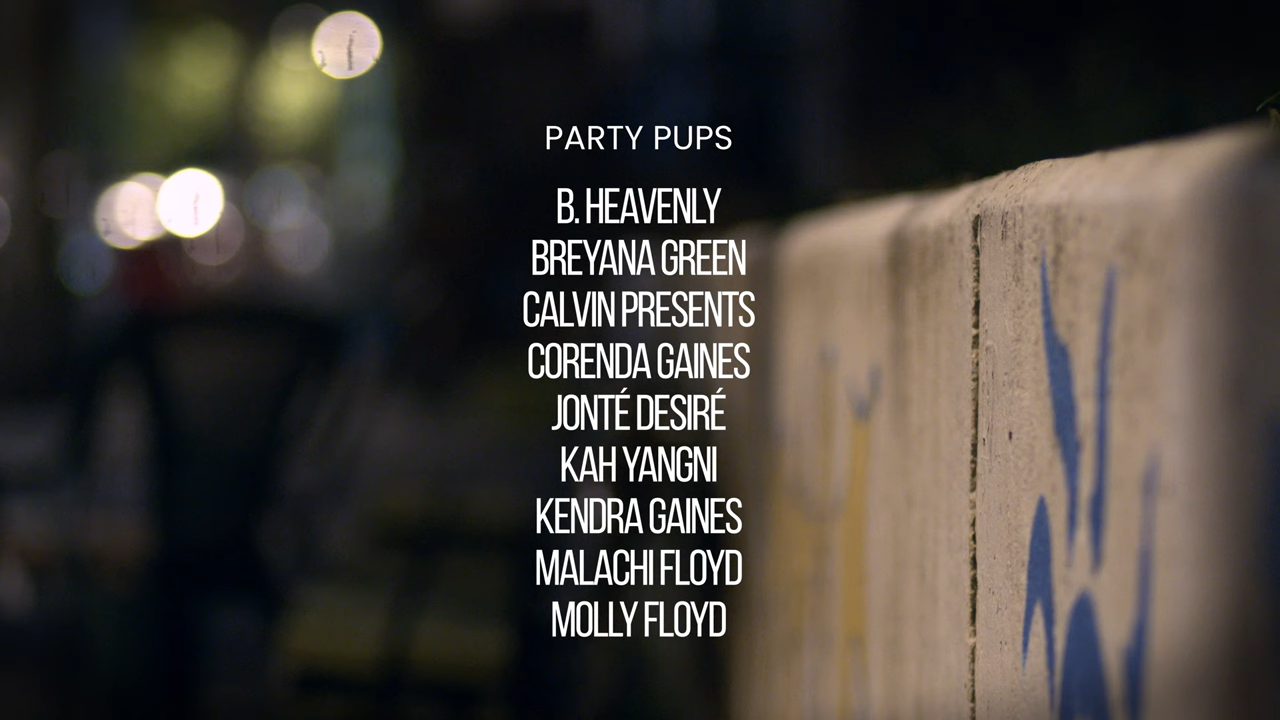 PARTY PUPS
B. HEAVENLY
BREYANA GREEN
CALVIN PRESENTS
CORENDA GAINES
JONTÉ DESIRÉ
KAH YANGNI
KENDRA GAINES
MALACHI FLOYD
MOLLY FLOYD